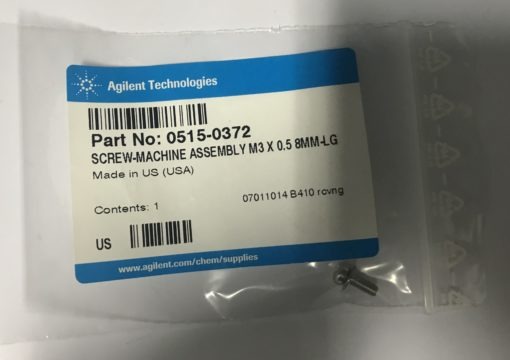 Agilent Technologies
Part No: 0515-0372
SCREW-MACHINE ASSEMBLY M3 X 0.5 8MM-LG
Made in US (USA)
Contents: 1
07011014 B410 rcvng
US
www.agilent.com/chem/supplies